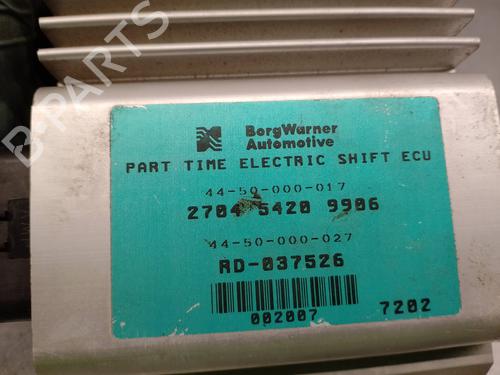 BorgWarner
Automotive
PART TIME ELECTRIC SHIFT ECU
44-50-000-017
2704 5420 9906
44-50-000-027
RD-037526
002007 7202